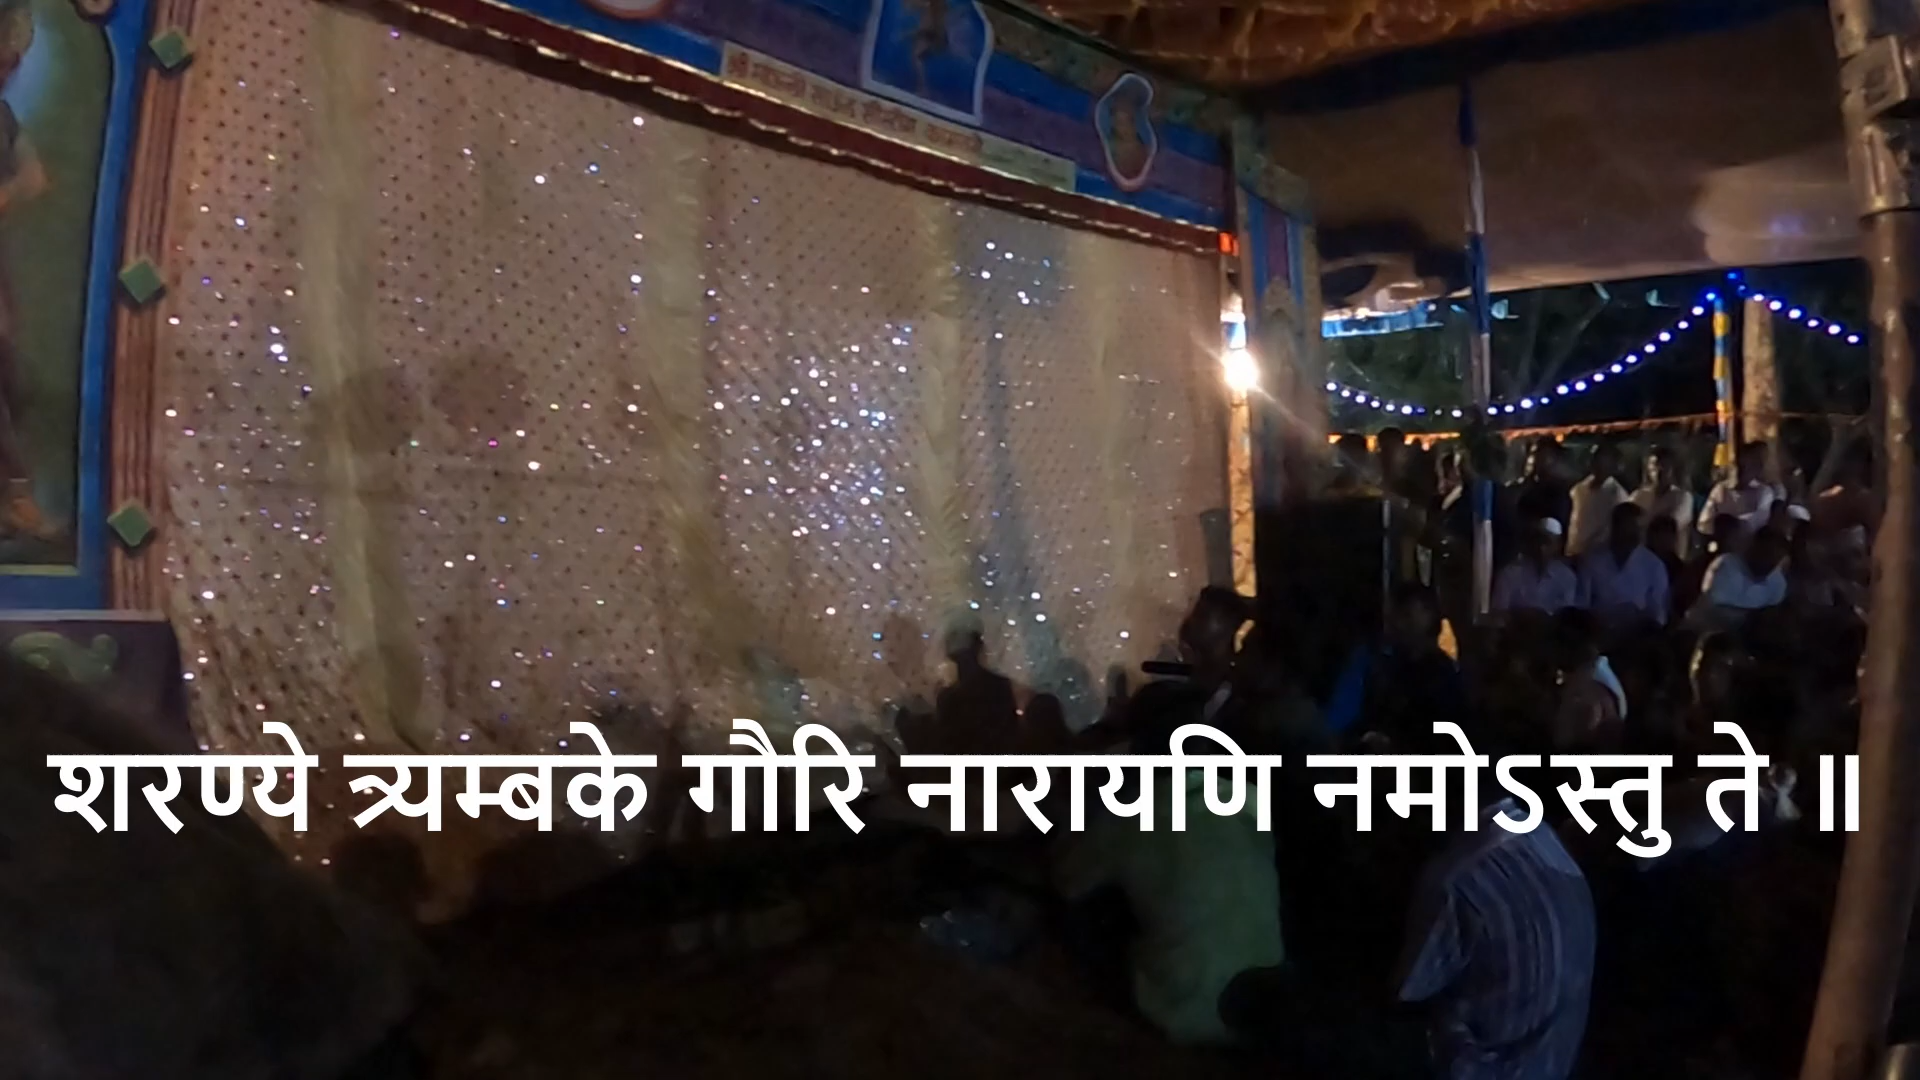 शरण्ये त्र्यम्बके गौरि नारायणि नमोऽस्तु ते ॥